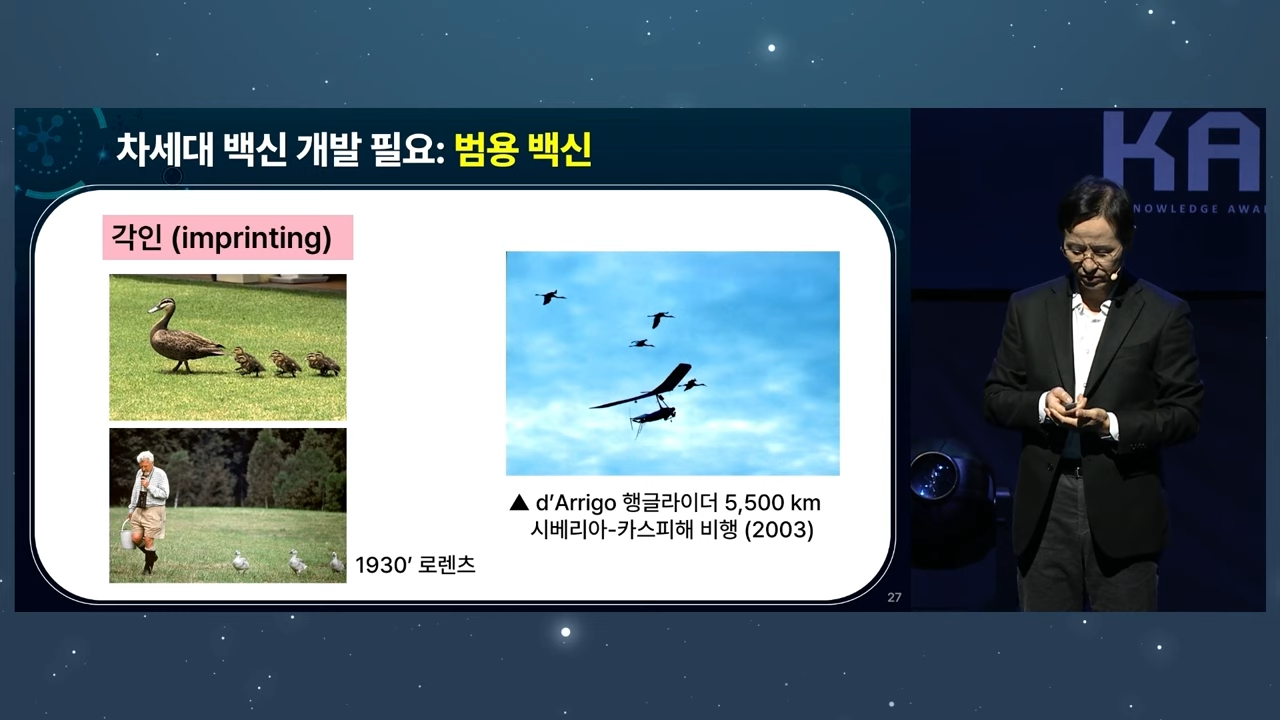 차세대 백신 개발 필요: 범용 백신
각인 (imprinting)
▲ d’Arrigo 행글라이더 5,500 km
시베리아-카스피해 비행 (2003)
1930’ 로렌츠
27
KA
NOWLEDGE AWA